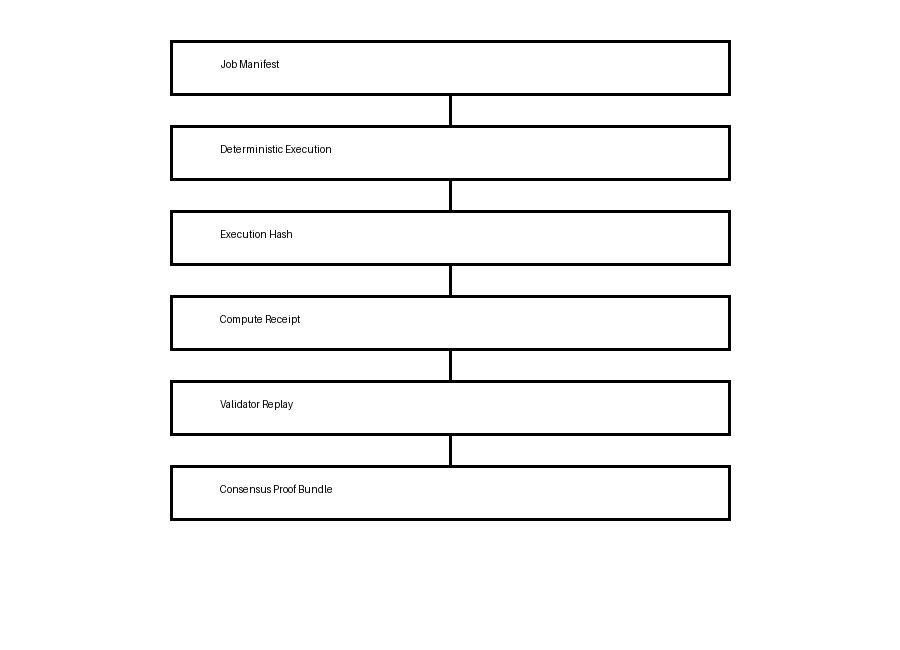 Job Manifest
Deterministic Execution
Execution Hash
Compute Receipt
Validator Replay
Consensus Proof Bundle